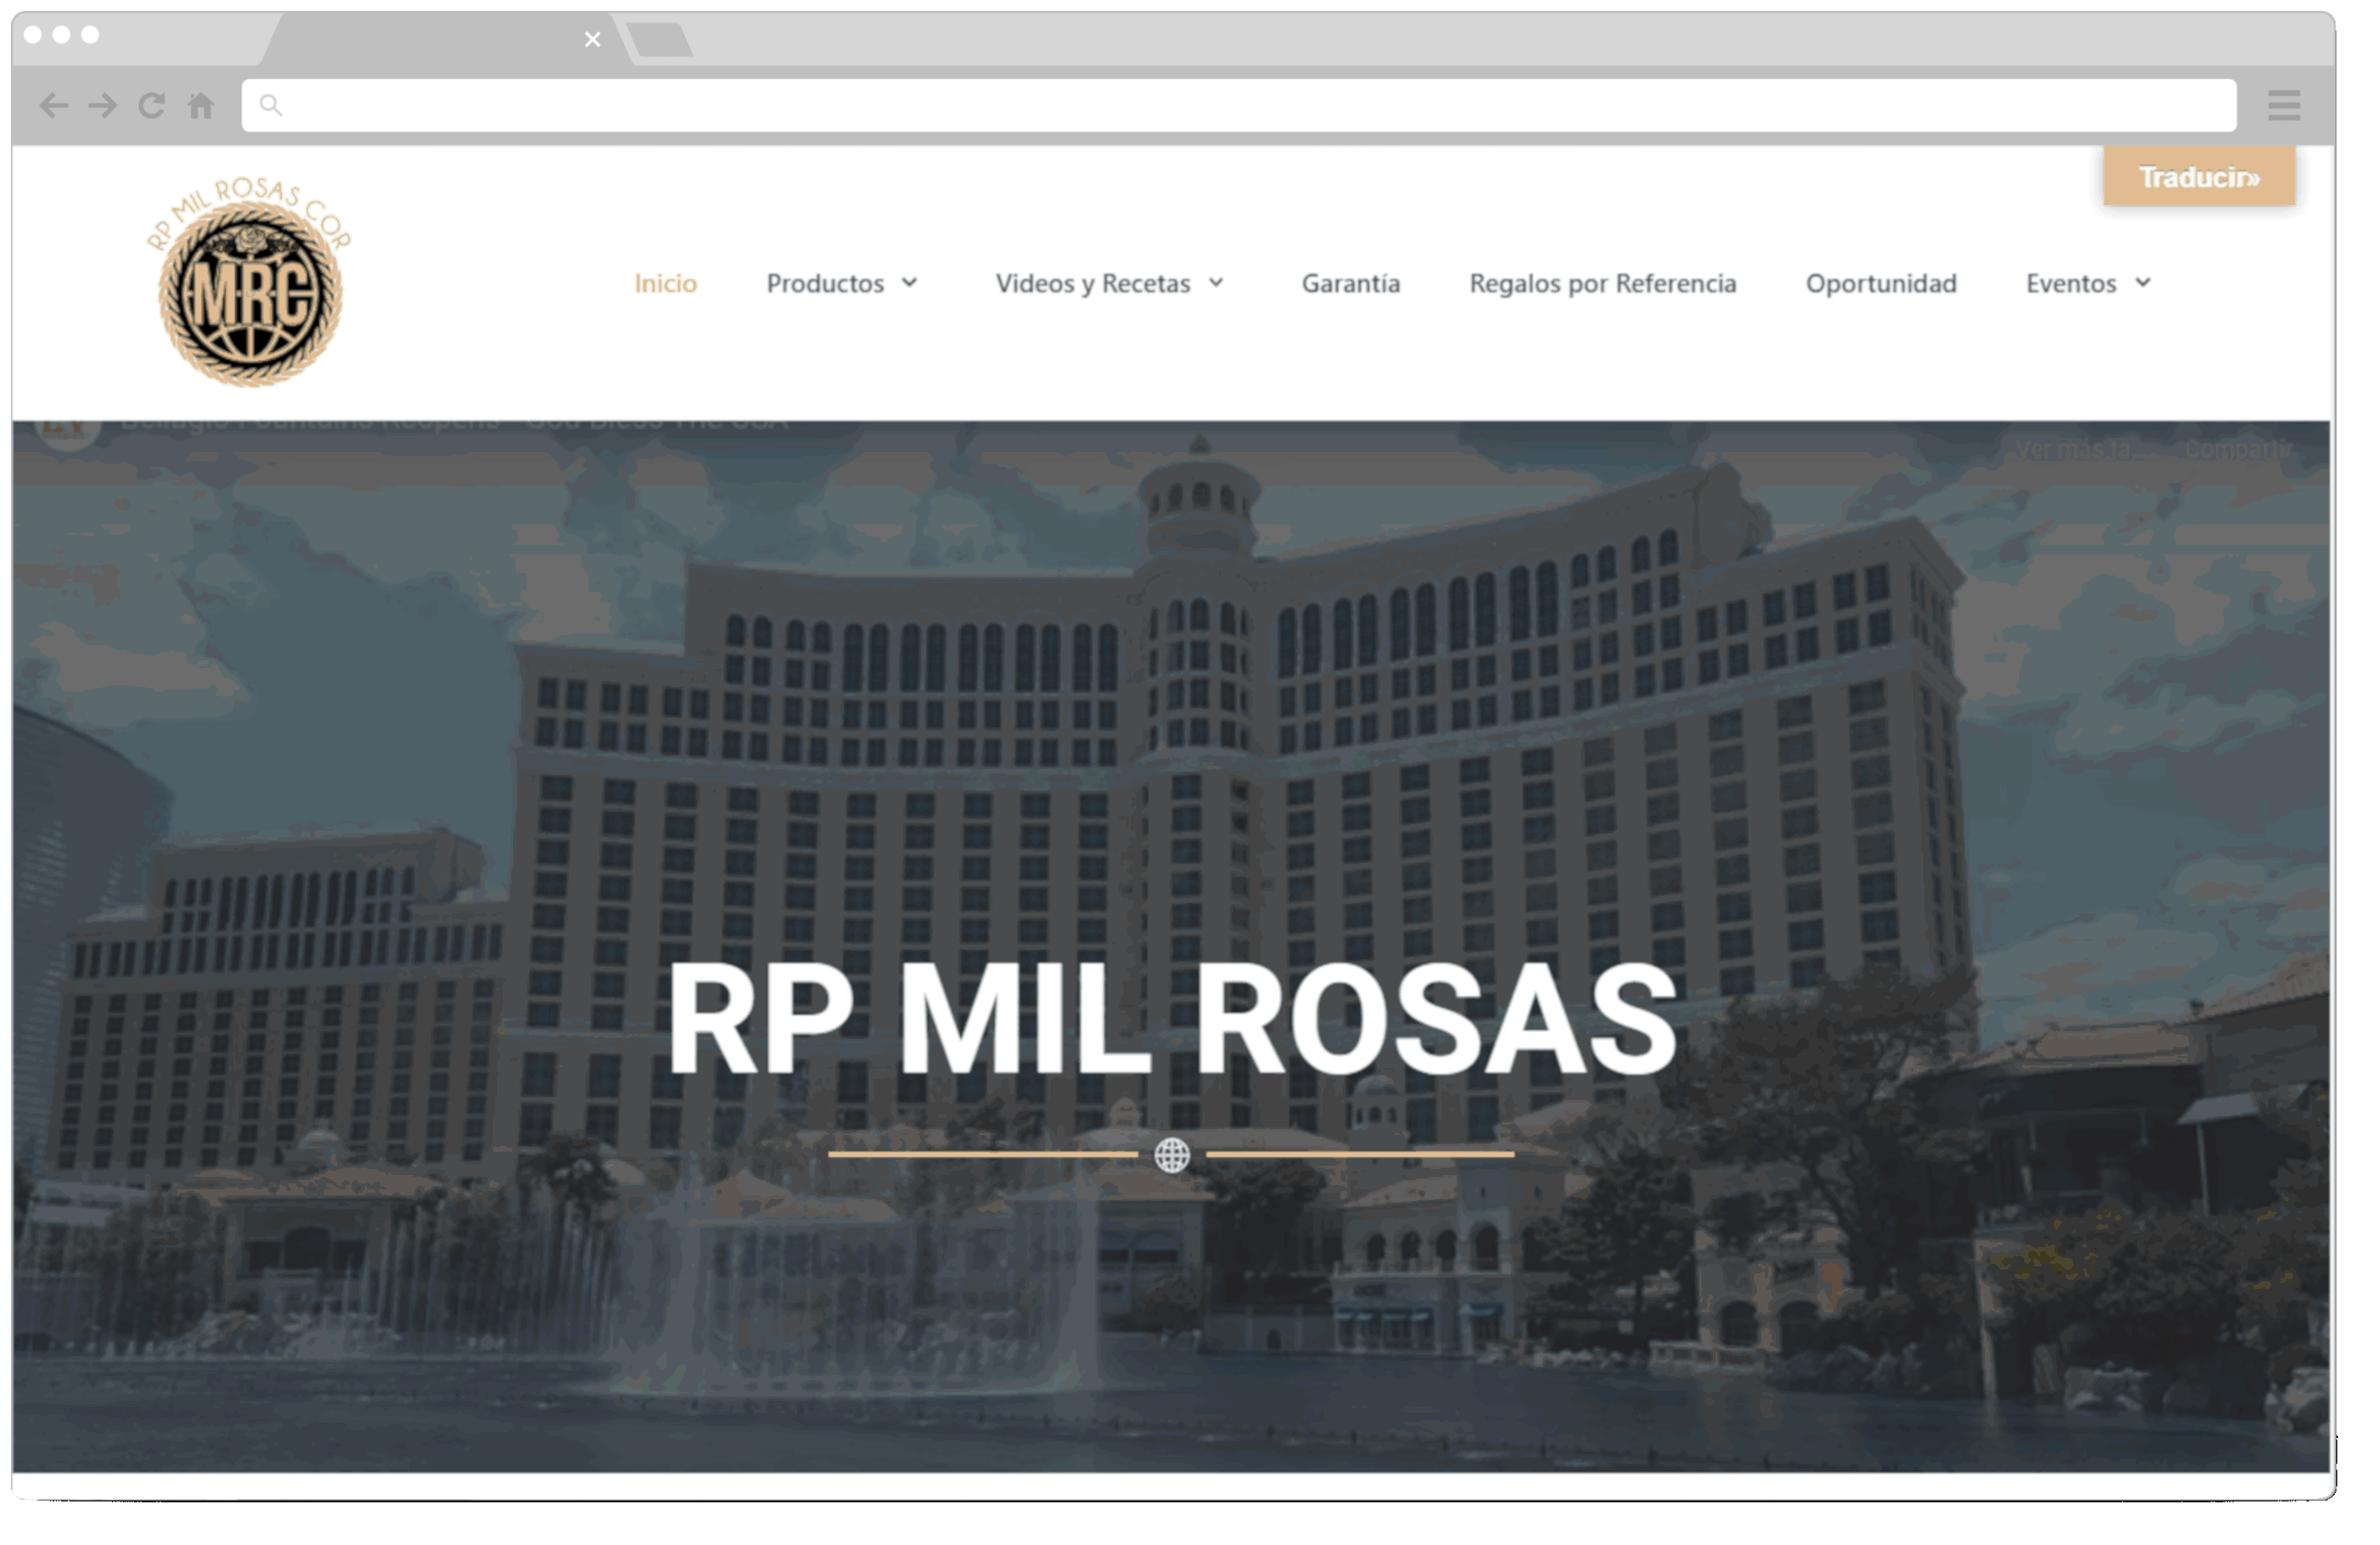 Traducir»
RP MIL ROSAS COR
MRC
Inicio Productos Videos y Recetas Garantía Regalos por Referencia Oportunidad Eventos
Bellagio Fountains Reopens - God Bless The USA
Ver más ta... Compartir
RP MIL ROSAS